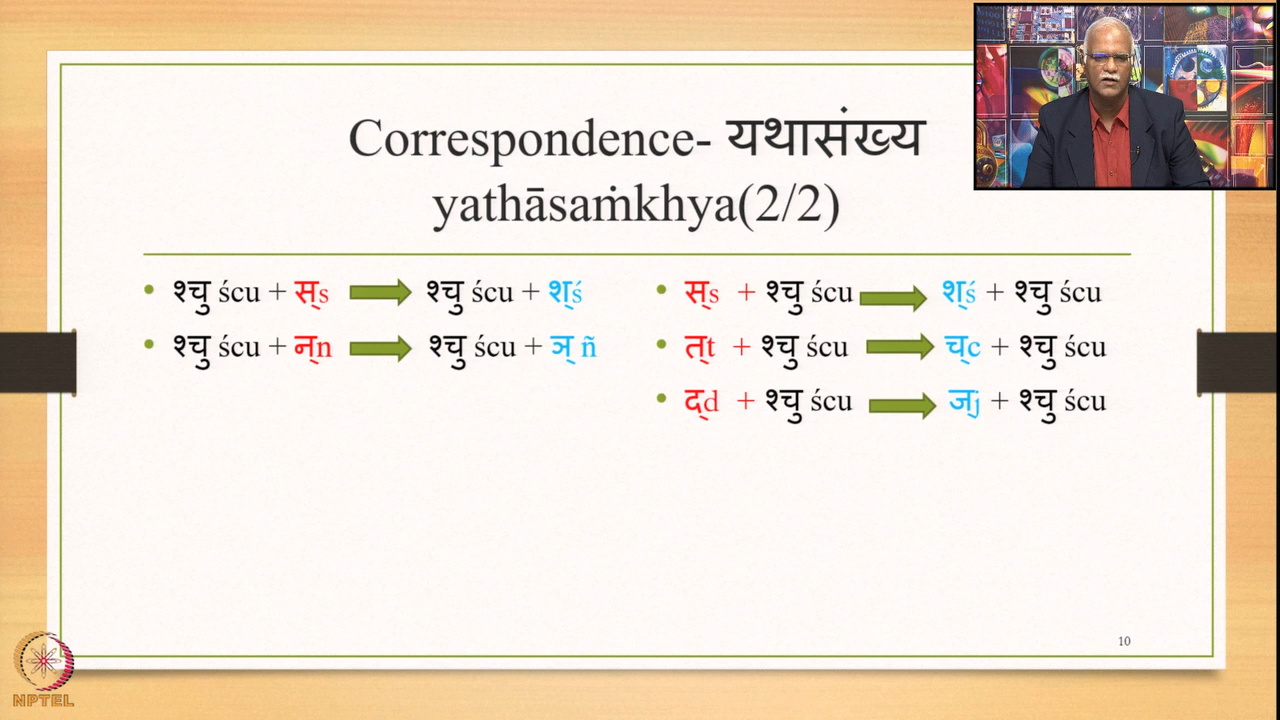 Correspondence- यथासंख्य
yathāsaṁkhya(2/2)
• श्चु ścu + स्s ➡ श्चु ścu + श्ś
• श्चु ścu + न्n ➡ श्चु ścu + ञ् ñ
• स्s + श्चु ścu ➡ श्ś + श्चु ścu
• त्t + श्चु ścu ➡ च्c + श्चु ścu
• द्d + श्चु ścu ➡ ज्j + श्चु ścu
10
NPTEL